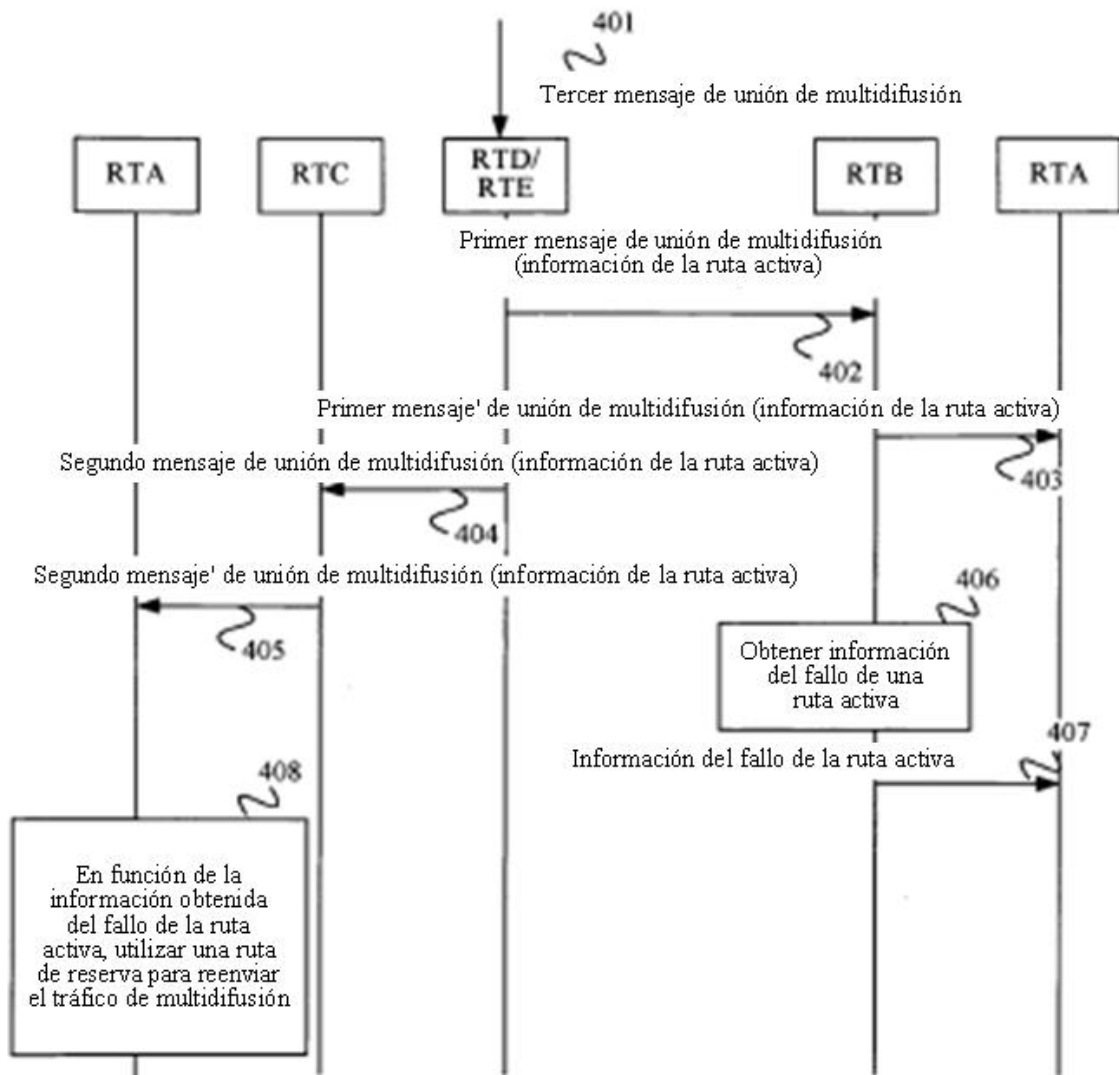 401
Tercer mensaje de unión de multidifusión
RTA
RTC
RTD/
RTE
RTB
RTA
Primer mensaje de unión de multidifusión
(información de la ruta activa)
402
Primer mensaje' de unión de multidifusión (información de la ruta activa)
403
Segundo mensaje de unión de multidifusión (información de la ruta activa)
404
Segundo mensaje' de unión de multidifusión (información de la ruta activa)
405
406
Obtener información
del fallo de una
ruta activa
407
Información del fallo de la ruta activa
408
En función de la
información obtenida
del fallo de la ruta
activa, utilizar una ruta
de reserva para reenviar
el tráfico de multidifusión